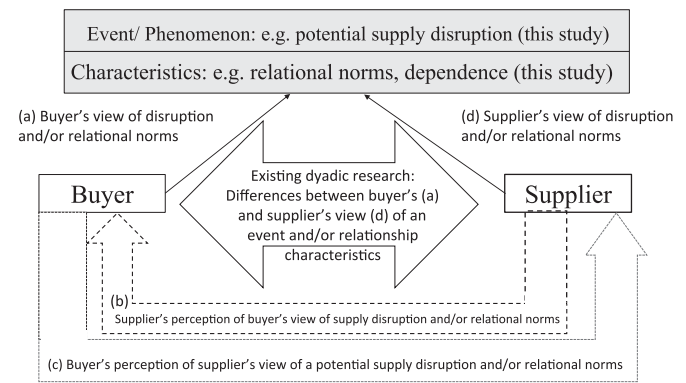 Event/ Phenomenon: e.g. potential supply disruption (this study)
Characteristics: e.g. relational norms, dependence (this study)
(a) Buyer's view of disruption
and/or relational norms
(d) Supplier's view of disruption
and/or relational norms
Buyer
Existing dyadic research:
Differences between buyer's (a)
and supplier's view (d) of an
event and/or relationship
characteristics
Supplier
(b)
Supplier's perception of buyer's view of supply disruption and/or relational norms
(c) Buyer's perception of supplier's view of a potential supply disruption and/or relational norms